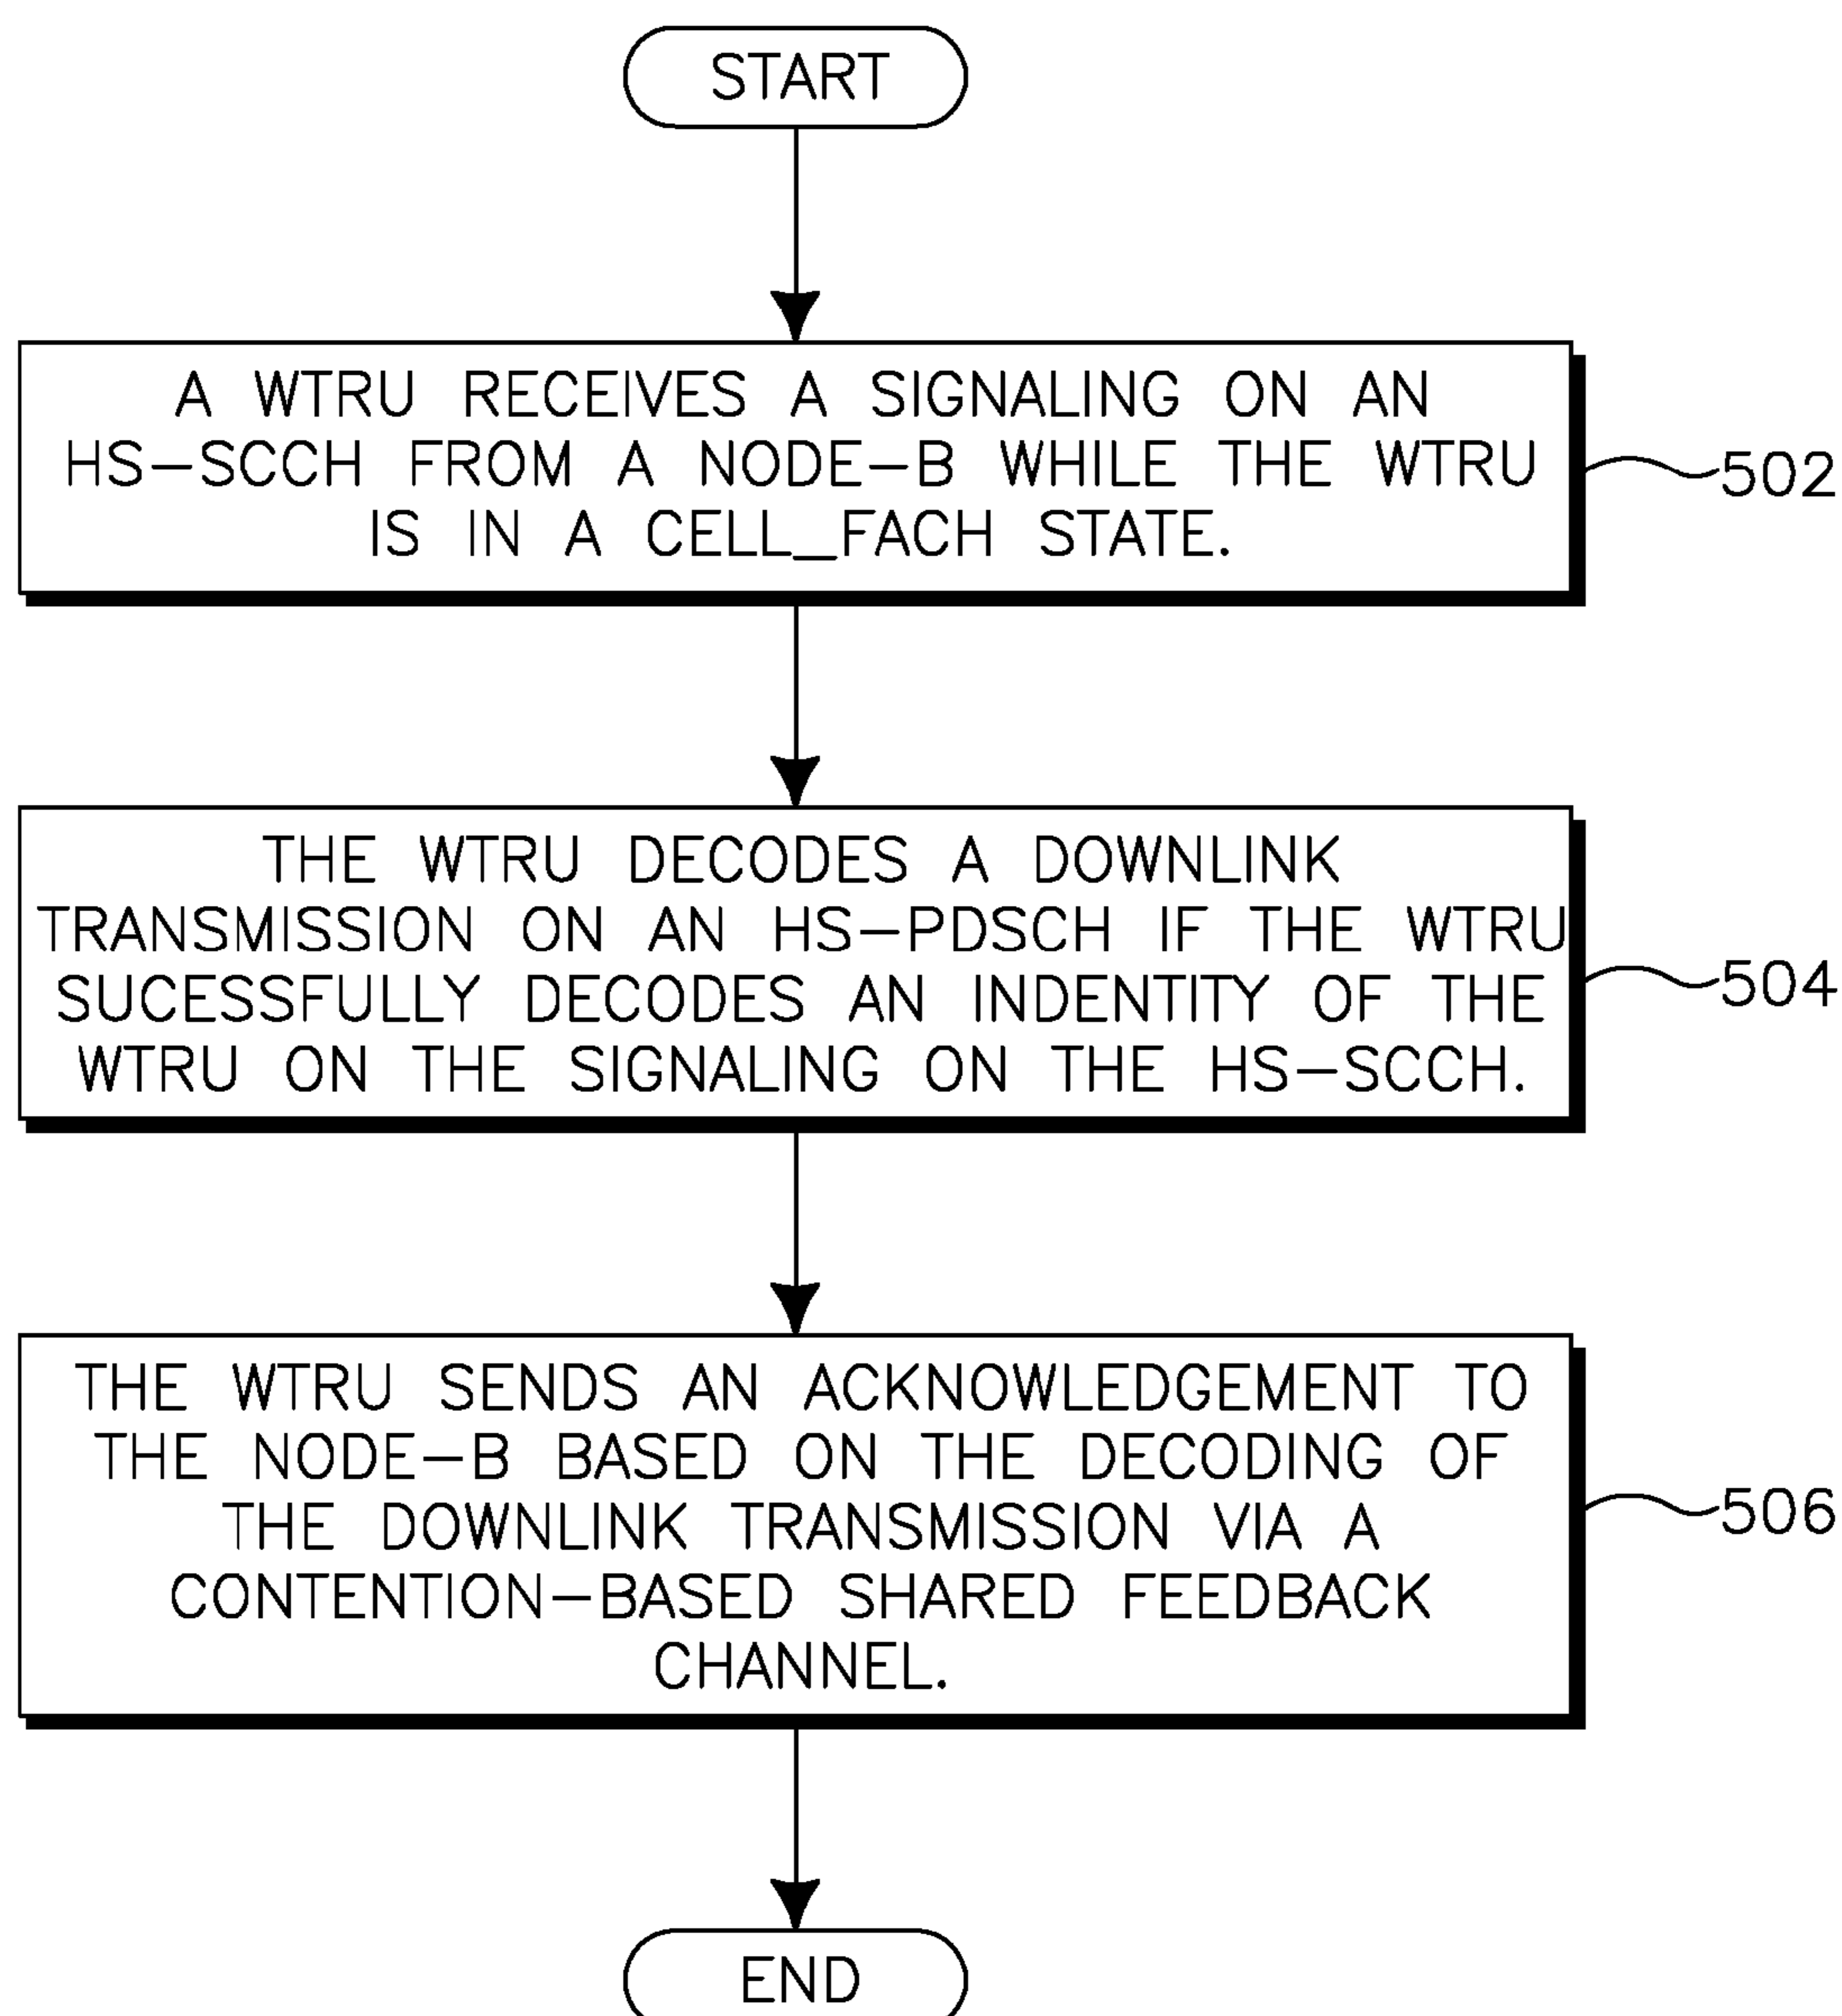 START
A WTRU RECEIVES A SIGNALING ON AN
HS-SCCH FROM A NODE-B WHILE THE WTRU
IS IN A CELL_FACH STATE.
502
THE WTRU DECODES A DOWNLINK
TRANSMISSION ON AN HS-PDSCH IF THE WTRU
SUCESSFULLY DECODES AN INDENTITY OF THE
WTRU ON THE SIGNALING ON THE HS-SCCH.
504
THE WTRU SENDS AN ACKNOWLEDGEMENT TO
THE NODE-B BASED ON THE DECODING OF
THE DOWNLINK TRANSMISSION VIA A
CONTENTION-BASED SHARED FEEDBACK
CHANNEL.
506
END